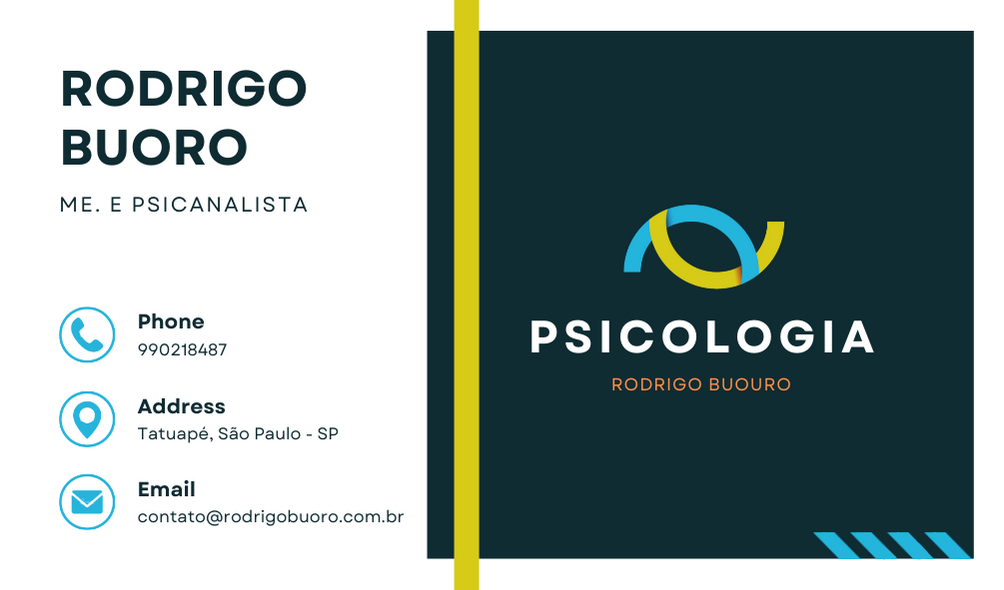 RODRIGO
BUORO
ME. E PSICANALISTA
Phone
990218487
Address
Tatuapé, São Paulo - SP
Email
contato@rodrigobuoro.com.br
PSICOLOGIA
RODRIGO BUOURO